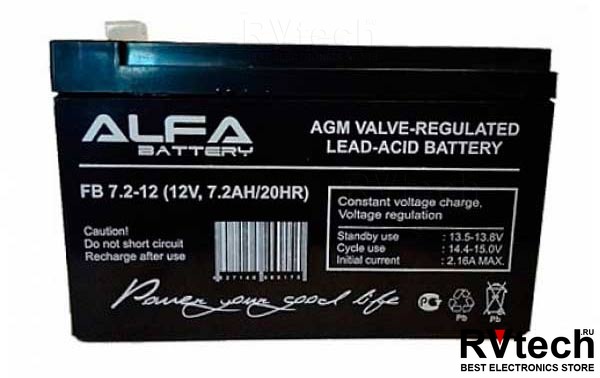 ALFA
BATTERY
AGM VALVE-REGULATED
LEAD-ACID BATTERY
FB 7.2-12 (12V, 7.2AH/20HR)
Constant voltage charge,
Voltage regulation
Standby use : 13.5-13.8V
Cycle use : 14.4-15.0V
Initial current : 2,16A MAX.
Caution!
Do not short circuit
Recharge after use
Power your good life
Pb
Pb
RVtech
.RU
BEST ELECTRONICS STORE
RVtech